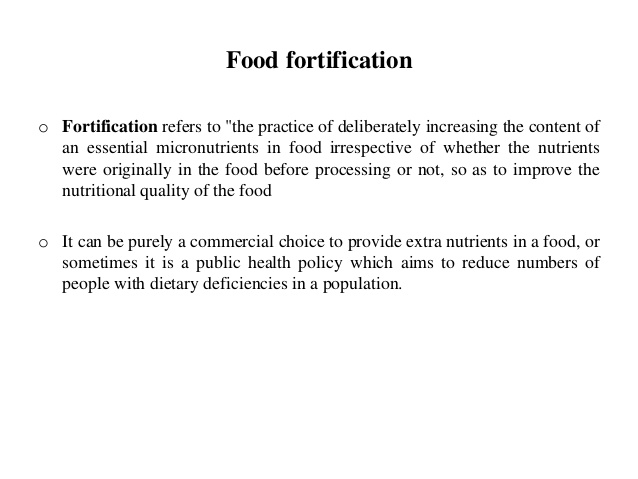 Food fortification
o Fortification refers to "the practice of deliberately increasing the content of
an essential micronutrients in food irrespective of whether the nutrients
were originally in the food before processing or not, so as to improve the
nutritional quality of the food
o It can be purely a commercial choice to provide extra nutrients in a food, or
sometimes it is a public health policy which aims to reduce numbers of
people with dietary deficiencies in a population.